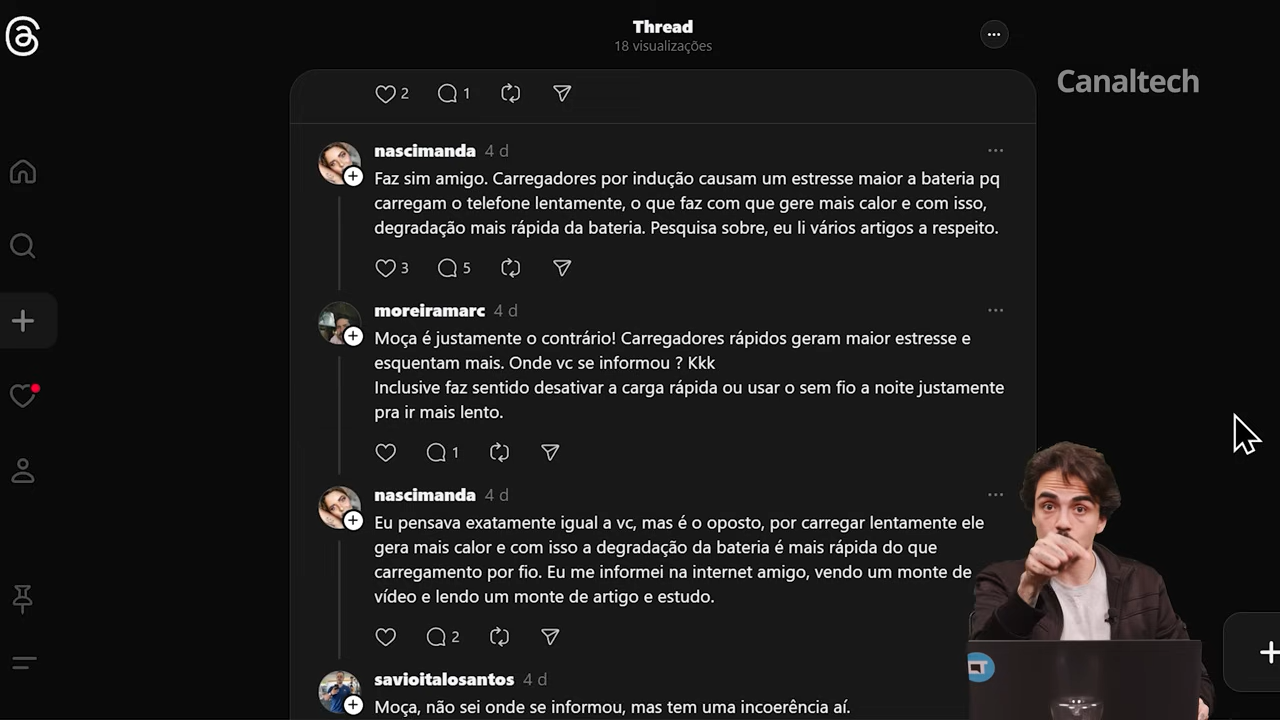 Thread
18 visualizações
Canaltech
2 1
nascimanda 4 d
Faz sim amigo. Carregadores por indução causam um estresse maior a bateria pq
carregam o telefone lentamente, o que faz com que gere mais calor e com isso,
degradação mais rápida da bateria. Pesquisa sobre, eu li vários artigos a respeito.
3 5
moreiramarc 4 d
Moça é justamente o contrário! Carregadores rápidos geram maior estresse e
esquentam mais. Onde vc se informou ? Kkk
Inclusive faz sentido desativar a carga rápida ou usar o sem fio a noite justamente
pra ir mais lento.
1
nascimanda 4 d
Eu pensava exatamente igual a vc, mas é o oposto, por carregar lentamente ele
gera mais calor e com isso a degradação da bateria é mais rápida do que
carregamento por fio. Eu me informei na internet amigo, vendo um monte de
vídeo e lendo um monte de artigo e estudo.
2
savioitalosantos 4 d
Moça, não sei onde se informou, mas tem uma incoerência aí.